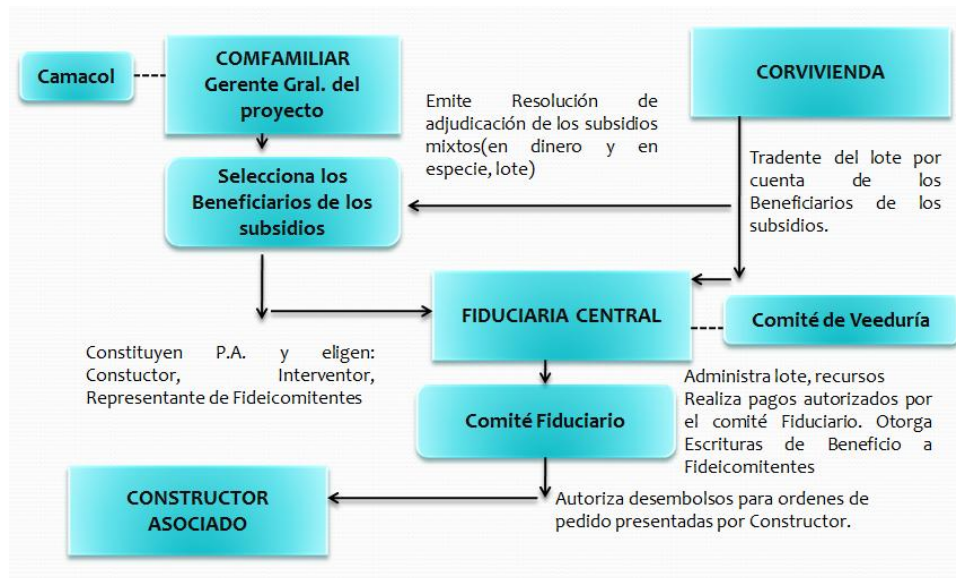 COMFAMILIAR
Gerente Gral. del
proyecto
Camacol
CORVIVIENDA
Emite Resolución de
adjudicación de los subsidios
mixtos(en dinero y en
especie, lote)
Tradente del lote por
cuenta de los
Beneficiarios de los
subsidios.
Selecciona los
Beneficiarios de los
subsidios
FIDUCIARIA CENTRAL
Comité de Veeduría
Constituyen P.A. y eligen:
Constuctor, Interventor,
Representante de Fideicomitentes
Administra lote, recursos
Realiza pagos autorizados por
el comité Fiduciario. Otorga
Escrituras de Beneficio a
Fideicomitentes
Comité Fiduciario
CONSTRUCTOR
ASOCIADO
Autoriza desembolsos para ordenes de
pedido presentadas por Constructor.